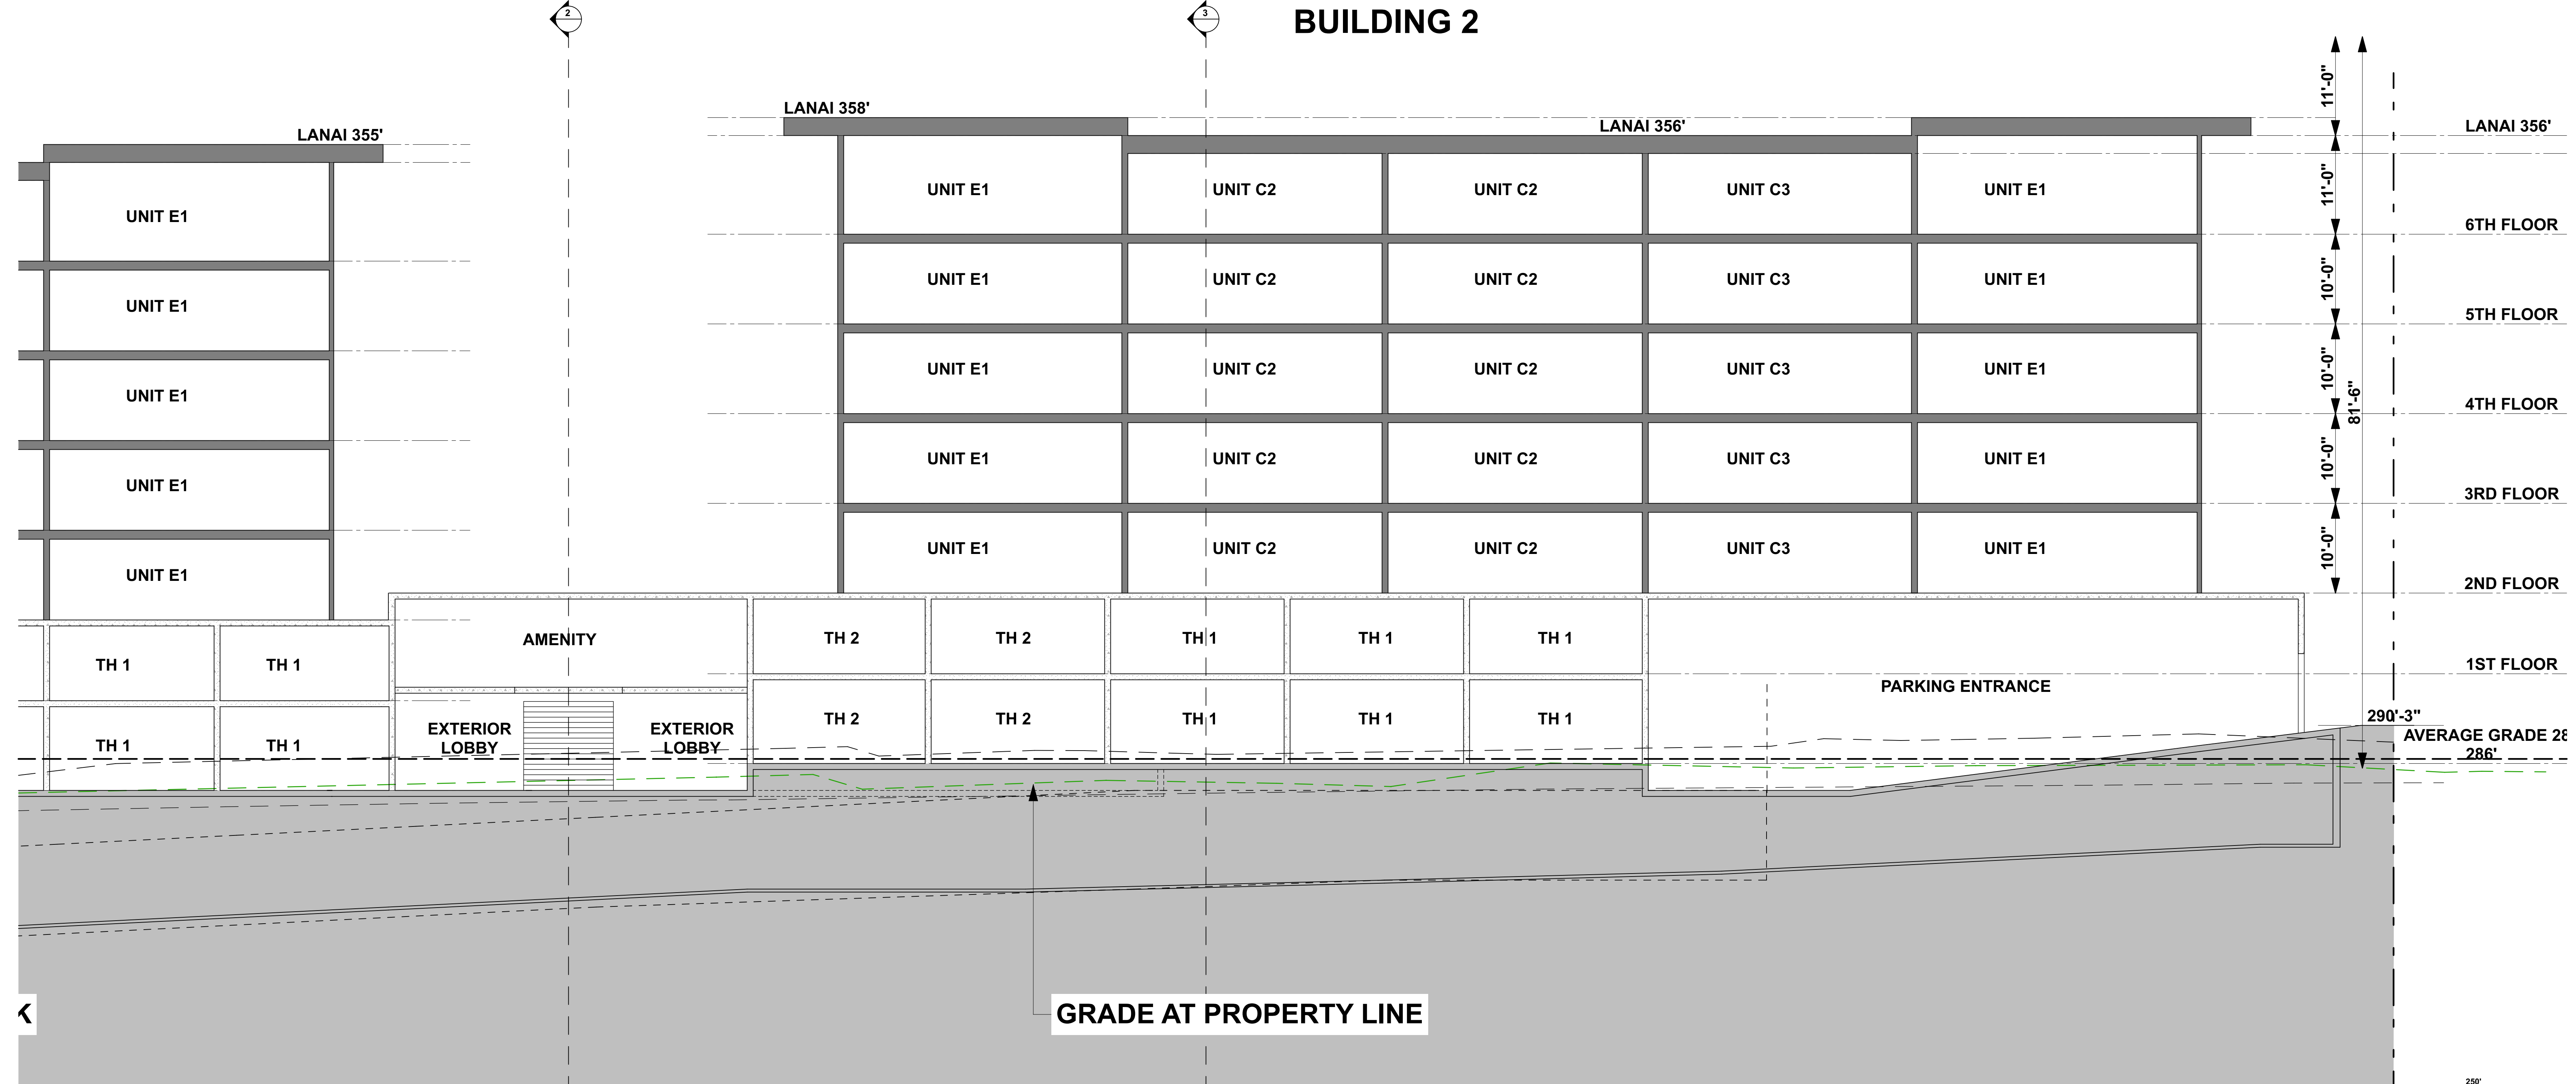 2
3
BUILDING 2
LANAI 358'
LANAI 355'
LANAI 356'
LANAI 356'
11'-0"
UNIT E1
UNIT C2
UNIT C2
UNIT C3
UNIT E1
11'-0"
UNIT E1
6TH FLOOR
UNIT E1
UNIT C2
UNIT C2
UNIT C3
UNIT E1
10'-0"
UNIT E1
5TH FLOOR
UNIT E1
UNIT C2
UNIT C2
UNIT C3
UNIT E1
10'-0"
UNIT E1
4TH FLOOR
81'-6"
UNIT E1
UNIT C2
UNIT C2
UNIT C3
UNIT E1
10'-0"
UNIT E1
3RD FLOOR
UNIT E1
UNIT C2
UNIT C2
UNIT C3
UNIT E1
10'-0"
UNIT E1
2ND FLOOR
AMENITY
TH 2
TH 2
TH 1
TH 1
TH 1
TH 1
TH 1
1ST FLOOR
PARKING ENTRANCE
290'-3"
EXTERIOR
LOBBY
EXTERIOR
LOBBY
TH 2
TH 2
TH 1
TH 1
TH 1
TH 1
TH 1
AVERAGE GRADE 28
286'
K
GRADE AT PROPERTY LINE
250'